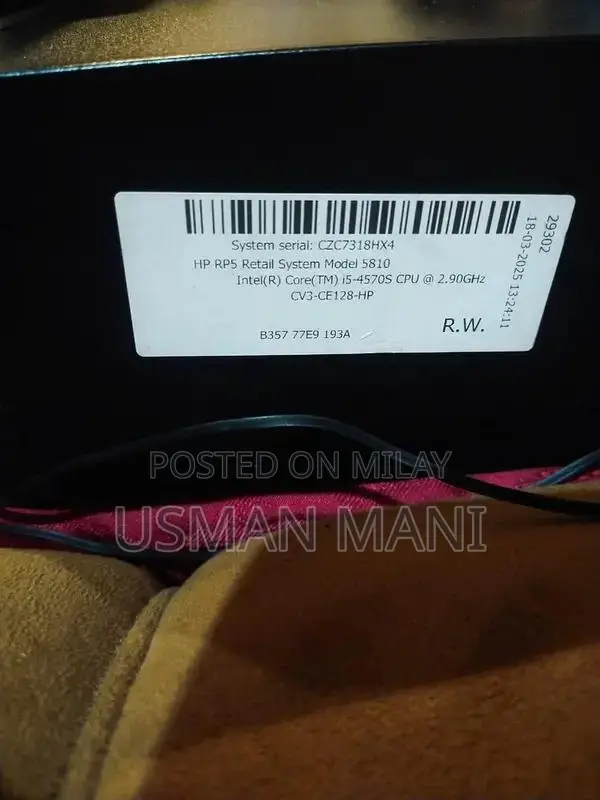 System serial: CZC7318HX4
HP RP5 Retail System Model 5810
Intel(R) Core(TM) i5-4570S CPU @ 2.90GHz
CV3-CE128-HP
B357 77E9 193A
R.W.
29302
18-03-2025 13:24:11
POSTED ON MILAY
USMAN MANI